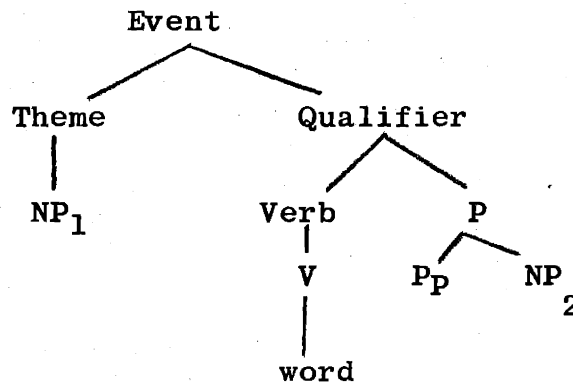 Event
Theme Qualifier
NP1 Verb P
V PP NP2
word